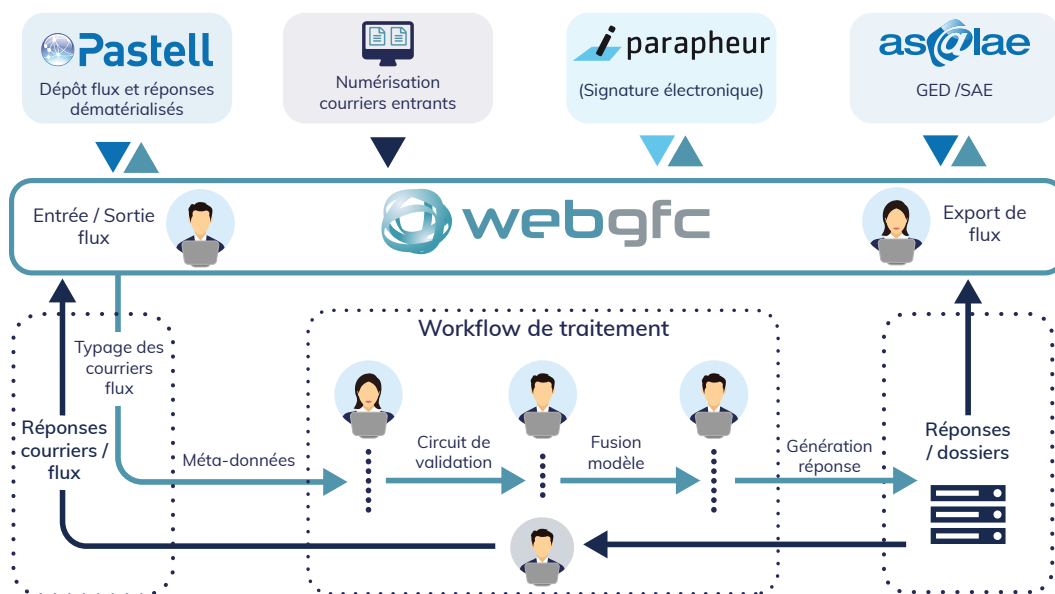 Pastell
Dépôt flux et réponses
dématérialisés
Numérisation
courriers entrants
i parapheur
(Signature électronique)
as@lae
GED /SAE
Entrée / Sortie
flux
webgfc
Export de
flux
Workflow de traitement
Typage des
courriers
flux
Réponses
courriers /
flux
Méta-données
Circuit de
validation
Fusion
modèle
Génération
réponse
Réponses
/ dossiers